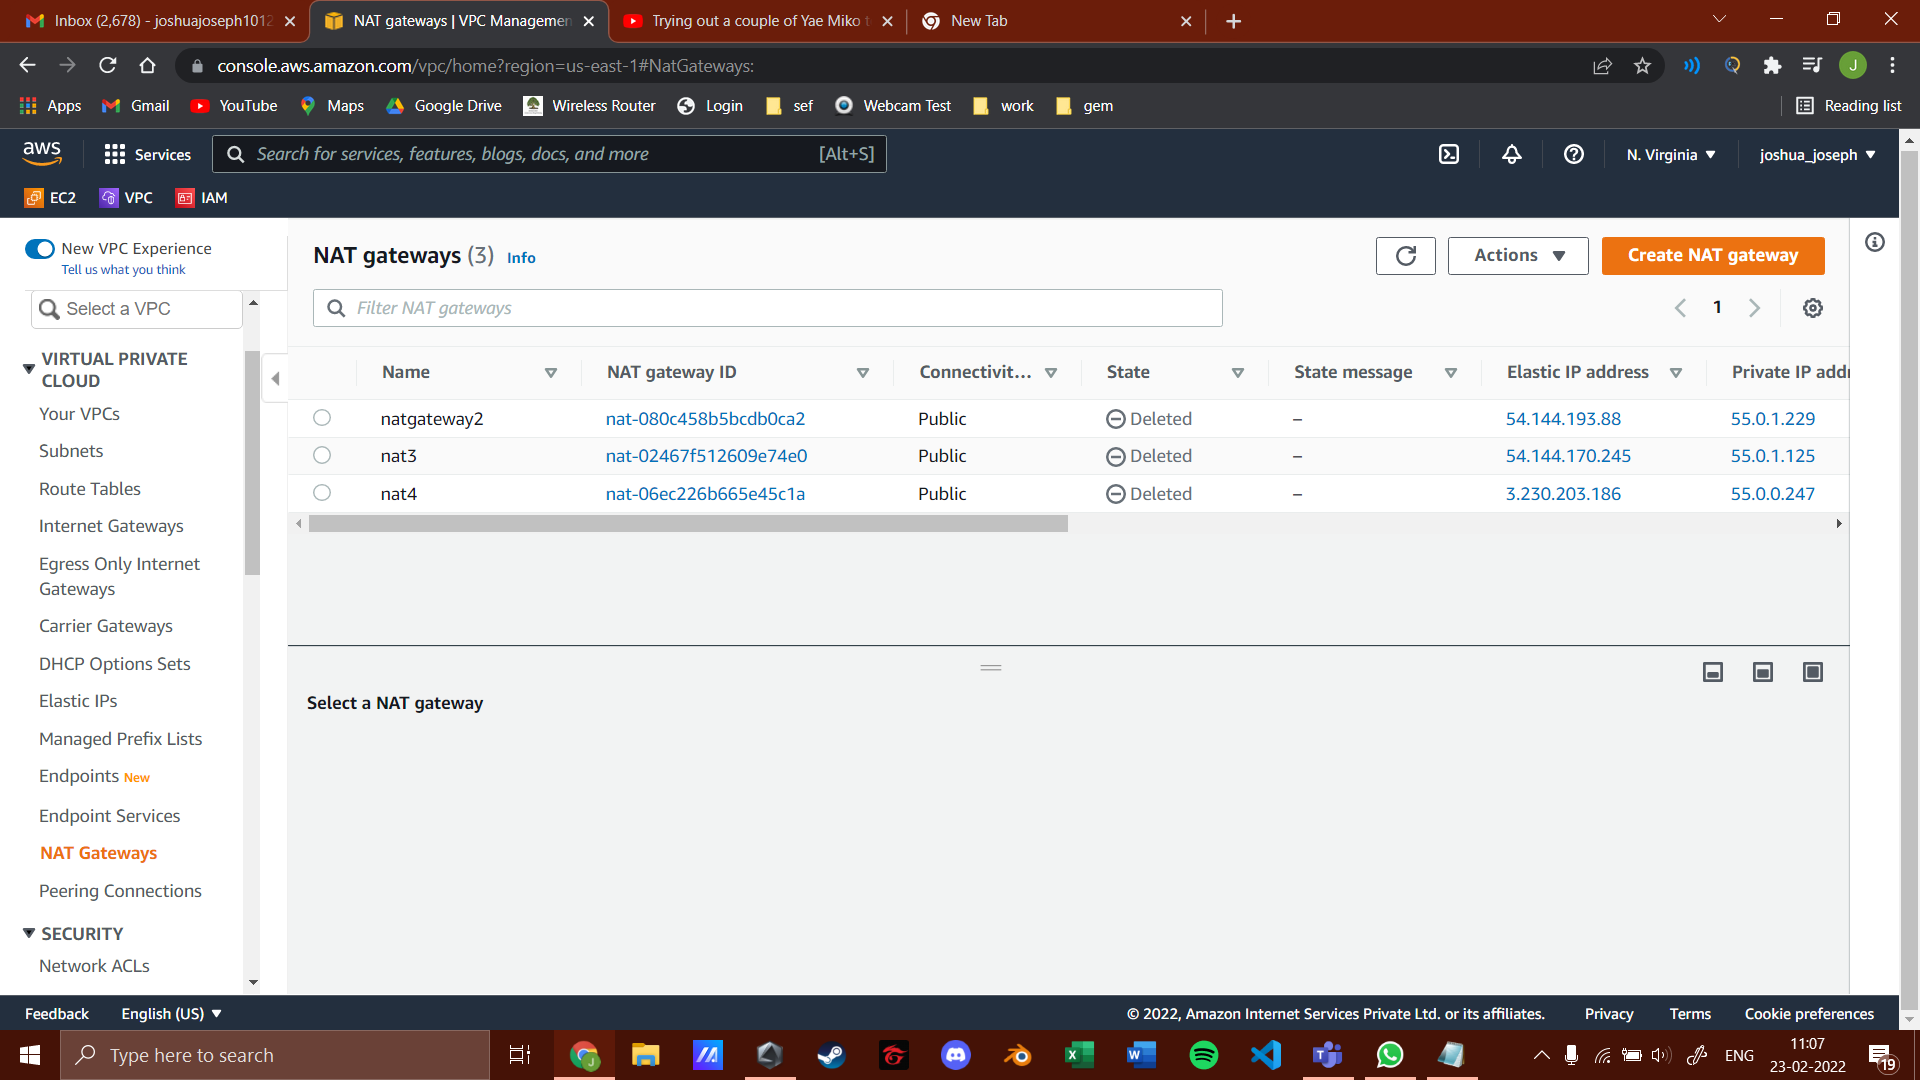 Inbox (2,678) - joshuajoseph1012
NAT gateways | VPC Managemen
Trying out a couple of Yae Miko t
New Tab
console.aws.amazon.com/vpc/home?region=us-east-1#NatGateways:
J
Apps
Gmail
YouTube
Maps
Google Drive
Wireless Router
Login
sef
Webcam Test
work
gem
Reading list
aws
Services
Search for services, features, blogs, docs, and more
[Alt+S]
N. Virginia
joshua_joseph
EC2
VPC
IAM
New VPC Experience
Tell us what you think
Select a VPC
VIRTUAL PRIVATE
CLOUD
Your VPCs
Subnets
Route Tables
Internet Gateways
Egress Only Internet
Gateways
Carrier Gateways
DHCP Options Sets
Elastic IPs
Managed Prefix Lists
Endpoints New
Endpoint Services
NAT Gateways
Peering Connections
SECURITY
Network ACLs
NAT gateways (3) Info
Actions
Create NAT gateway
Filter NAT gateways
1
Name NAT gateway ID Connectivit... State State message Elastic IP address Private IP addr
natgateway2 nat-080c458b5bcdb0ca2 Public Deleted – 54.144.193.88 55.0.1.229
nat3 nat-02467f512609e74e0 Public Deleted – 54.144.170.245 55.0.1.125
nat4 nat-06ec226b665e45c1a Public Deleted – 3.230.203.186 55.0.0.247
Select a NAT gateway
Feedback
English (US)
© 2022, Amazon Internet Services Private Ltd. or its affiliates.
Privacy
Terms
Cookie preferences
Type here to search
ENG
11:07
23-02-2022
19